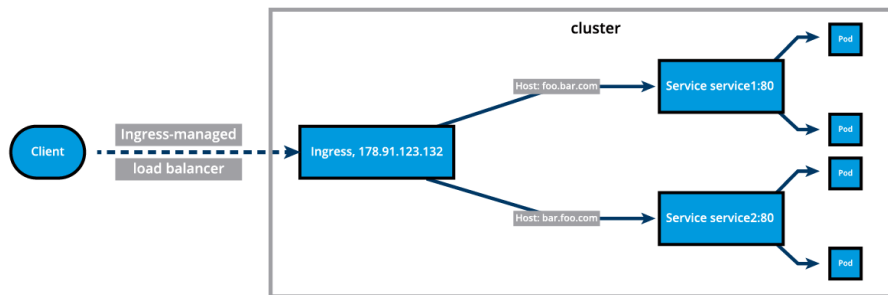 cluster
Pod
Host: foo.bar.com
Service service1:80
Pod
Ingress-managed
Client
Ingress, 178.91.123.132
load balancer
Pod
Host: bar.foo.com
Service service2:80
Pod